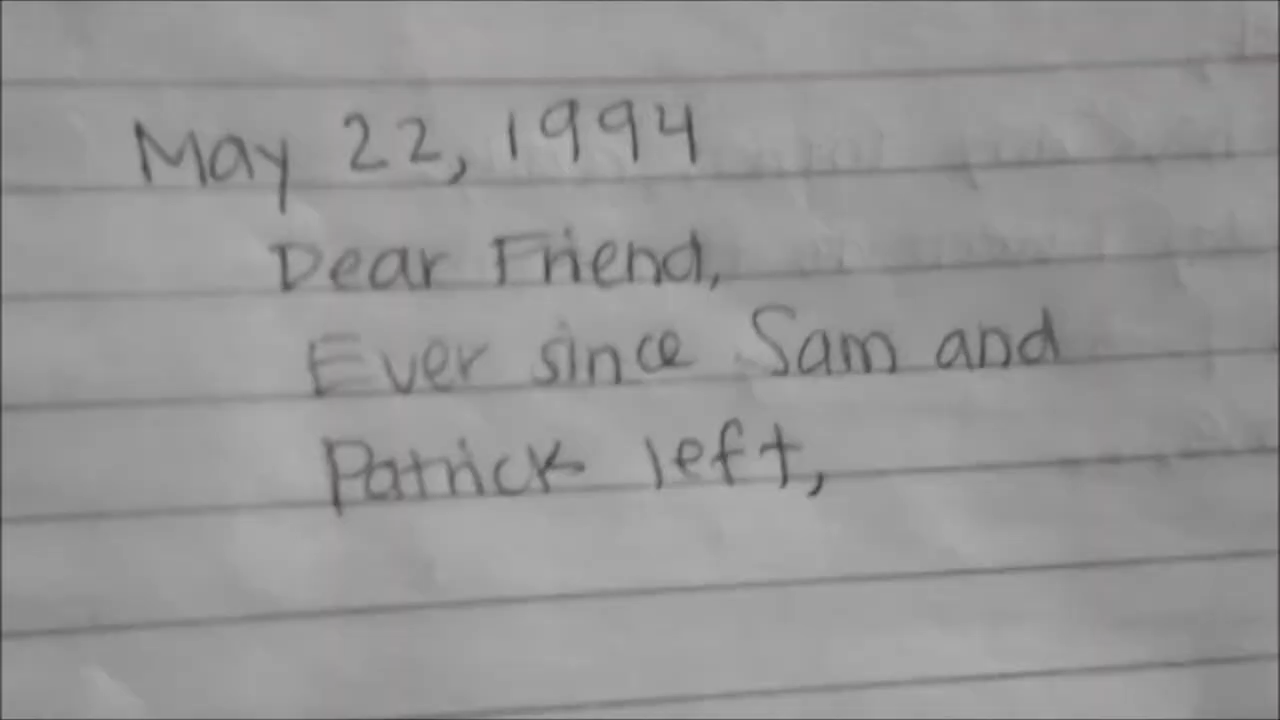 May 22, 1994
Dear Friend,
Ever since Sam and
Patrick left,